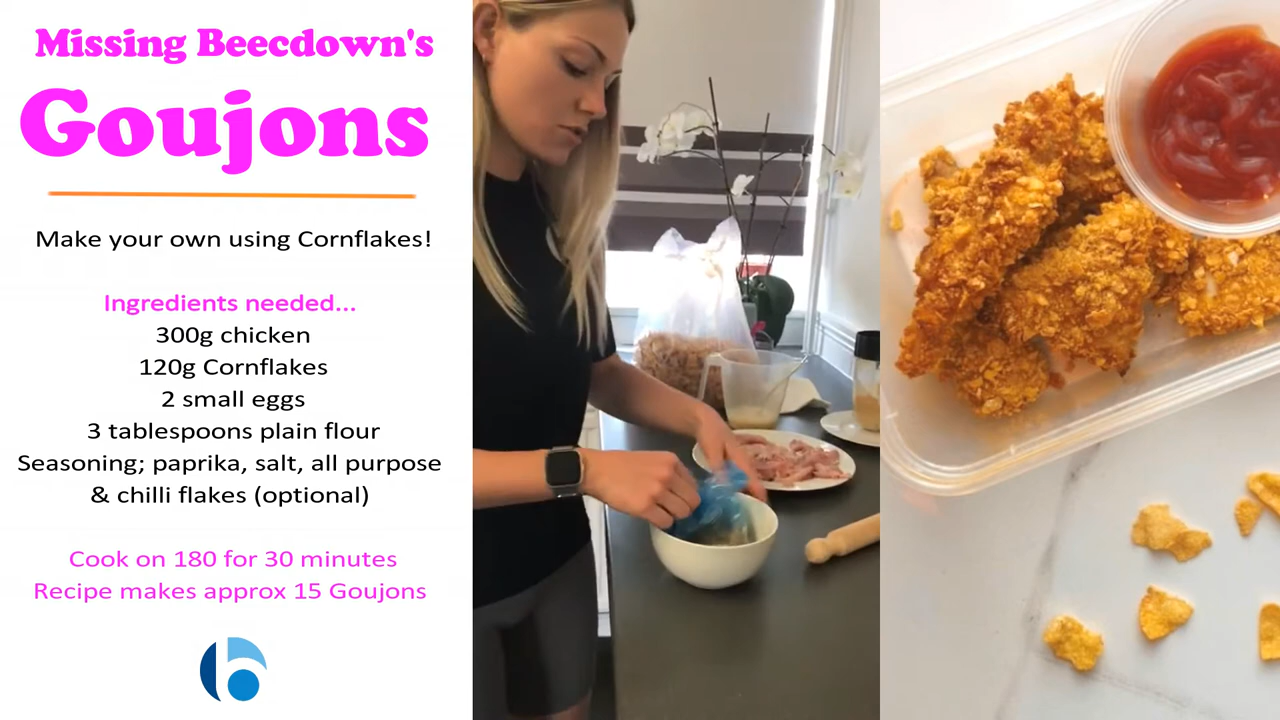 Missing Beecdown's
Goujons
Make your own using Cornflakes!
Ingredients needed...
300g chicken
120g Cornflakes
2 small eggs
3 tablespoons plain flour
Seasoning; paprika, salt, all purpose
& chilli flakes (optional)
Cook on 180 for 30 minutes
Recipe makes approx 15 Goujons